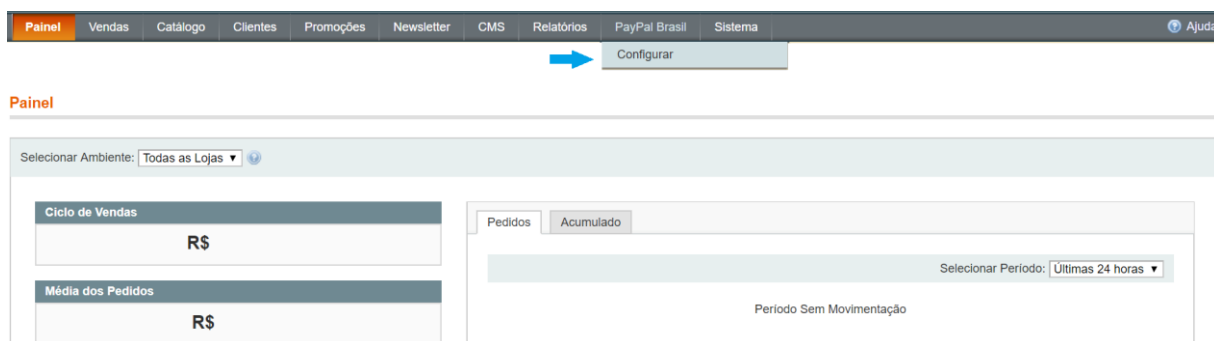 Painel Vendas Catálogo Clientes Promoções Newsletter CMS Relatórios PayPal Brasil Sistema Ajuda
Configurar
Painel
Selecionar Ambiente: Todas as Lojas
Ciclo de Vendas
R$
Média dos Pedidos
R$
Pedidos Acumulado
Selecionar Período: Últimas 24 horas
Período Sem Movimentação